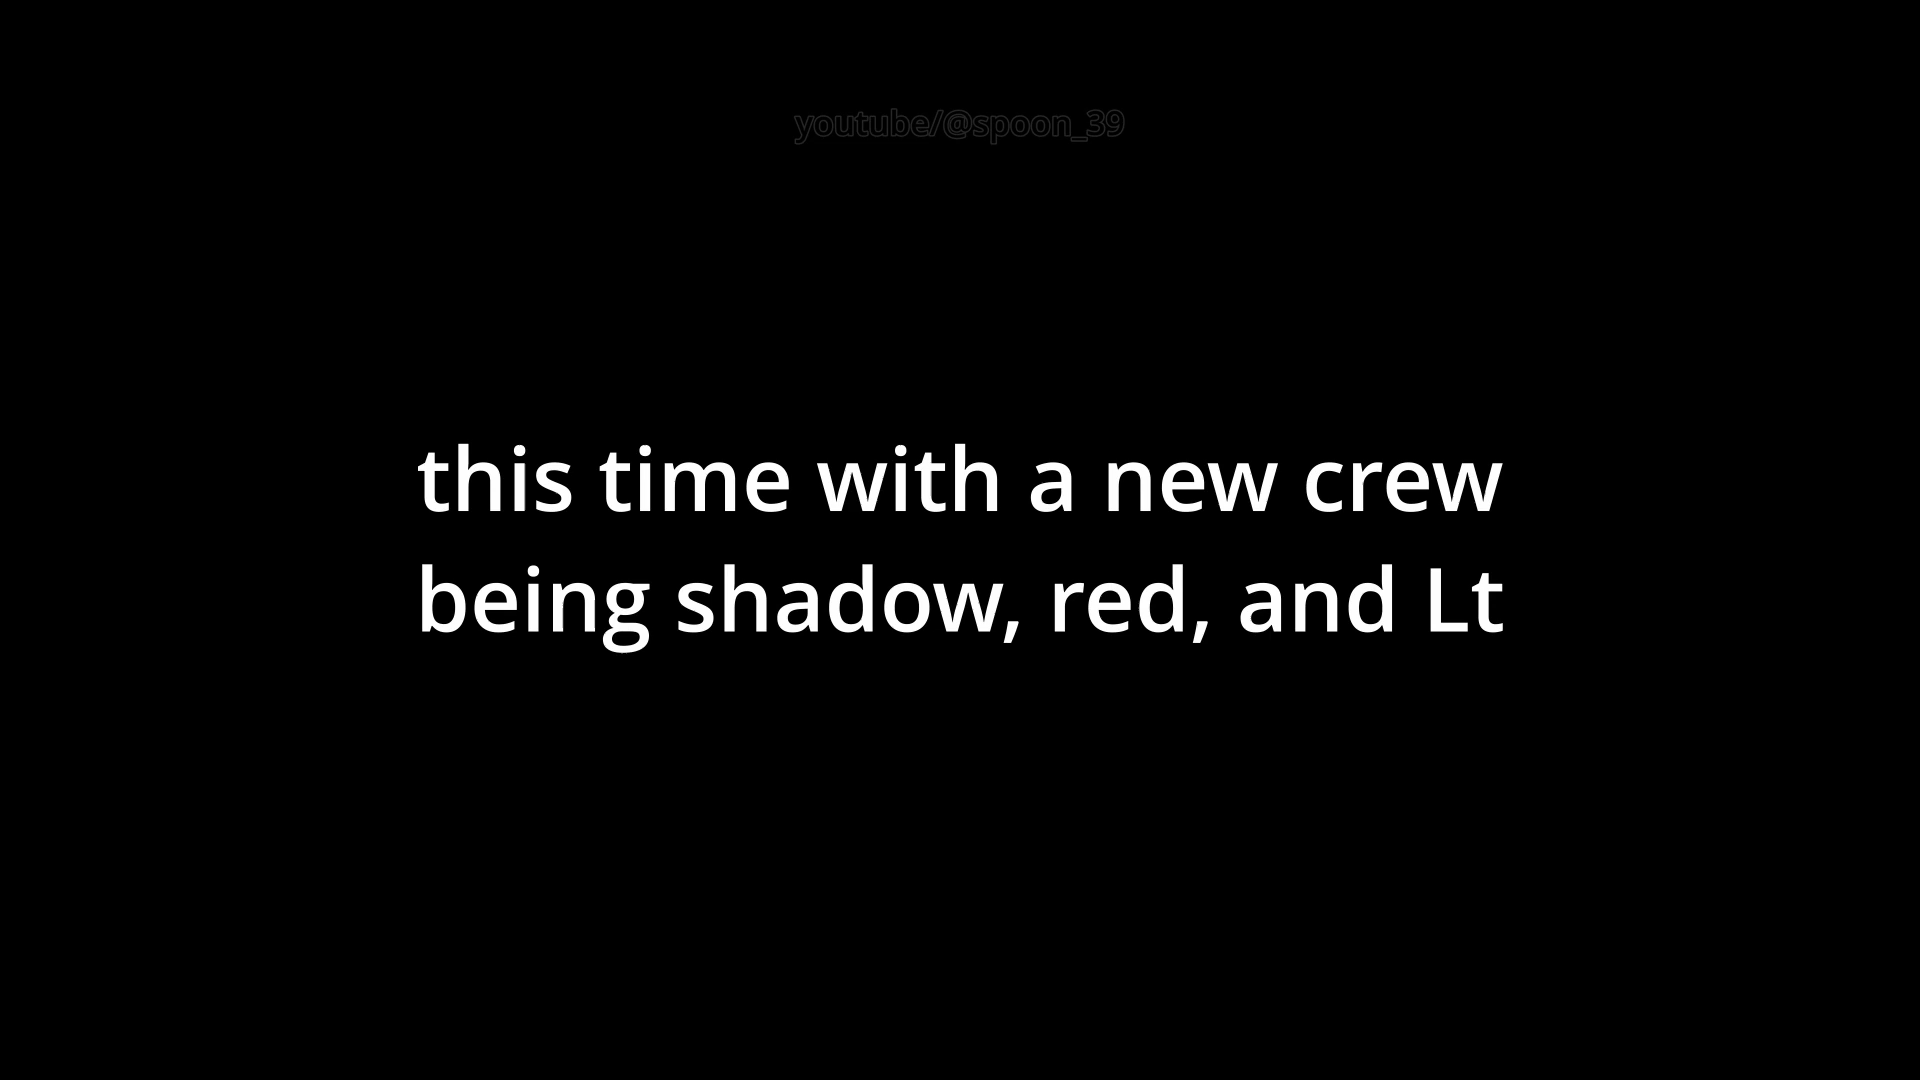 youtube/@spoon_39
this time with a new crew
being shadow, red, and Lt